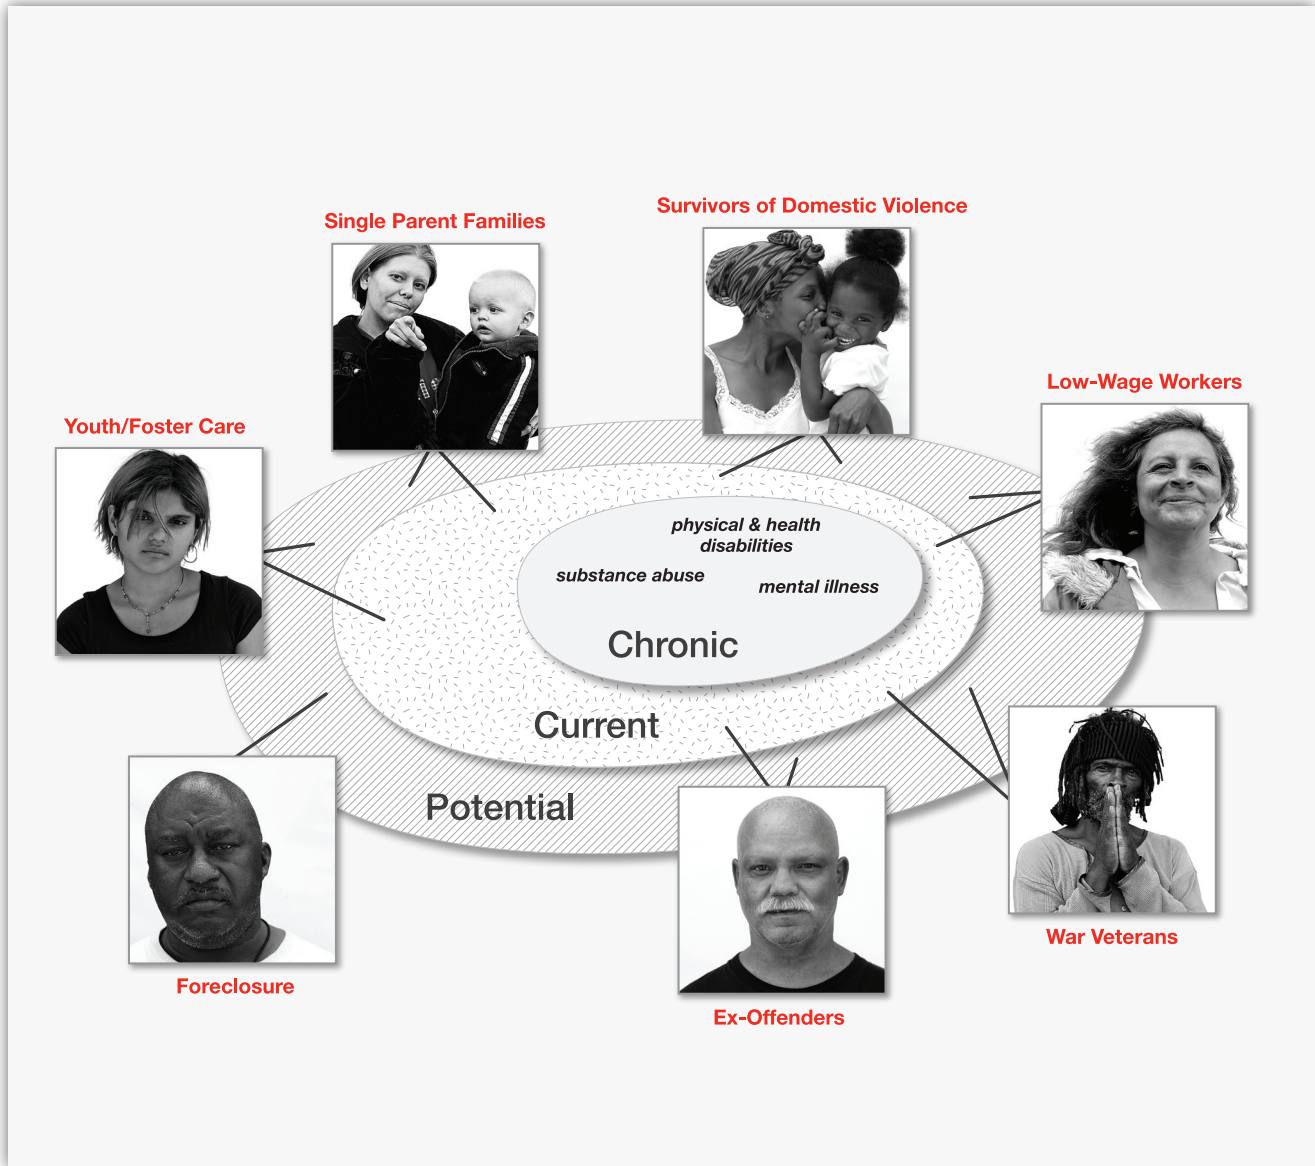 Survivors of Domestic Violence
Single Parent Families
Low-Wage Workers
Youth/Foster Care
physical & health
disabilities
substance abuse
mental illness
Chronic
Current
Potential
War Veterans
Foreclosure
Ex-Offenders